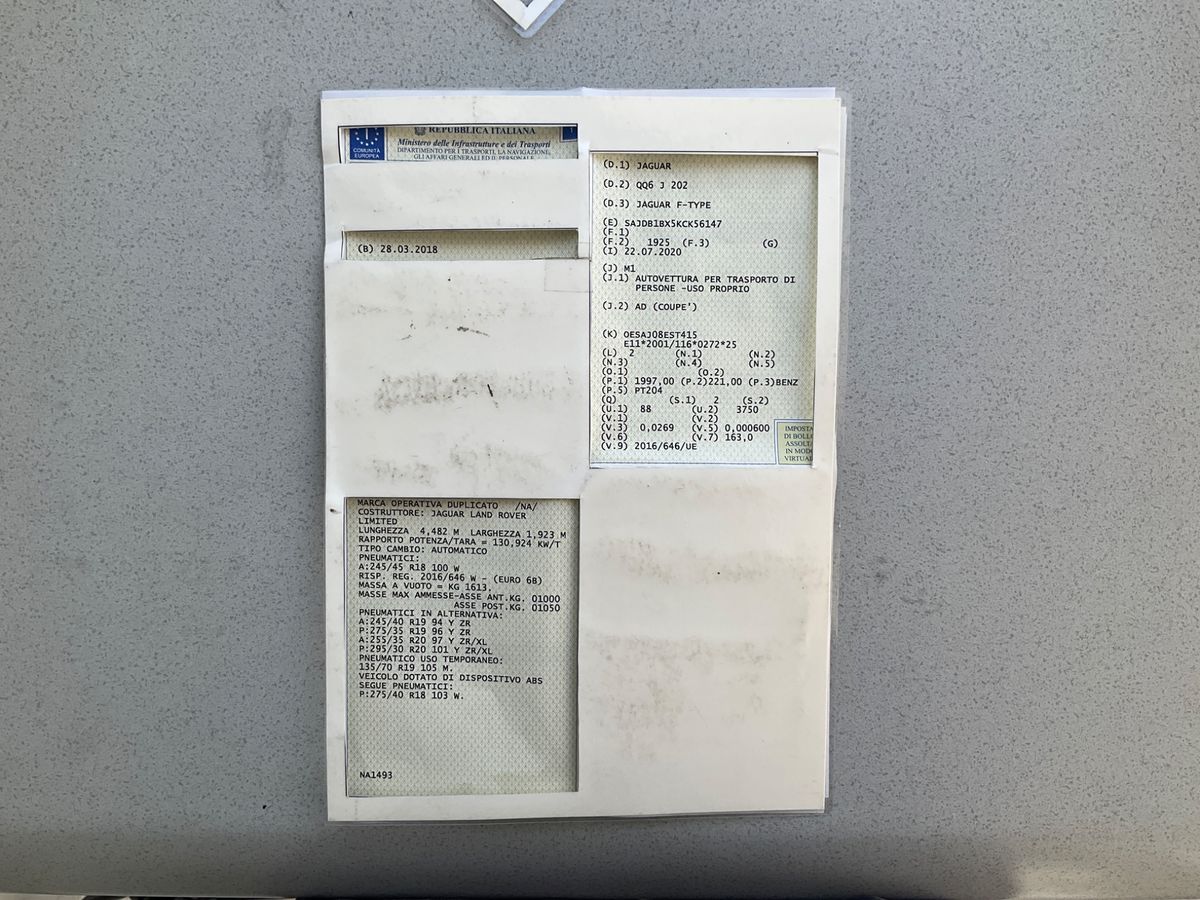 REPUBBLICA ITALIANA
COMUNITÀ
EUROPEA
Ministero delle Infrastrutture e dei Trasporti
DIPARTIMENTO PER I TRASPORTI, LA NAVIGAZIONE,
GLI AFFARI GENERALI ED IL PERSONALE
(B) 28.03.2018
MARCA OPERATIVA DUPLICATO /NA/
COSTRUTTORE: JAGUAR LAND ROVER
LIMITED
LUNGHEZZA 4,482 M LARGHEZZA 1,923 M
RAPPORTO POTENZA/TARA = 130,924 KW/T
TIPO CAMBIO: AUTOMATICO
PNEUMATICI:
A:245/45 R18 100 W
RISP. REG. 2016/646 W - (EURO 6B)
MASSA A VUOTO = KG 1613,
MASSE MAX AMMESSE-ASSE ANT.KG. 01000
ASSE POST.KG. 01050
PNEUMATICI IN ALTERNATIVA:
A:245/40 R19 94 Y ZR
P:275/35 R19 96 Y ZR
A:255/35 R20 97 Y ZR/XL
P:295/30 R20 101 Y ZR/XL
PNEUMATICO USO TEMPORANEO:
135/70 R19 105 M.
VEICOLO DOTATO DI DISPOSITIVO ABS
SEGUE PNEUMATICI:
P:275/40 R18 103 W.
NA1493
(D.1) JAGUAR
(D.2) QQ6 J 202
(D.3) JAGUAR F-TYPE
(E) SAJDB1BX5KCK56147
(F.1)
(F.2) 1925 (F.3) (G)
(I) 22.07.2020
(J) M1
(J.1) AUTOVETTURA PER TRASPORTO DI
PERSONE -USO PROPRIO
(J.2) AD (COUPE')
(K) OESAJ08EST415
E11*2001/116*0272*25
(L) 2 (N.1) (N.2)
(N.3) (N.4) (N.5)
(O.1) (O.2)
(P.1) 1997,00 (P.2)221,00 (P.3)BENZ
(P.5) PT204
(Q) (S.1) 2 (S.2)
(U.1) 88 (U.2) 3750
(V.1) (V.2)
(V.3) 0,0269 (V.5) 0,000600
(V.6) (V.7) 163,0
(V.9) 2016/646/UE
IMPOSTA
DI BOLLO
ASSOLTA
IN MODO
VIRTUAL